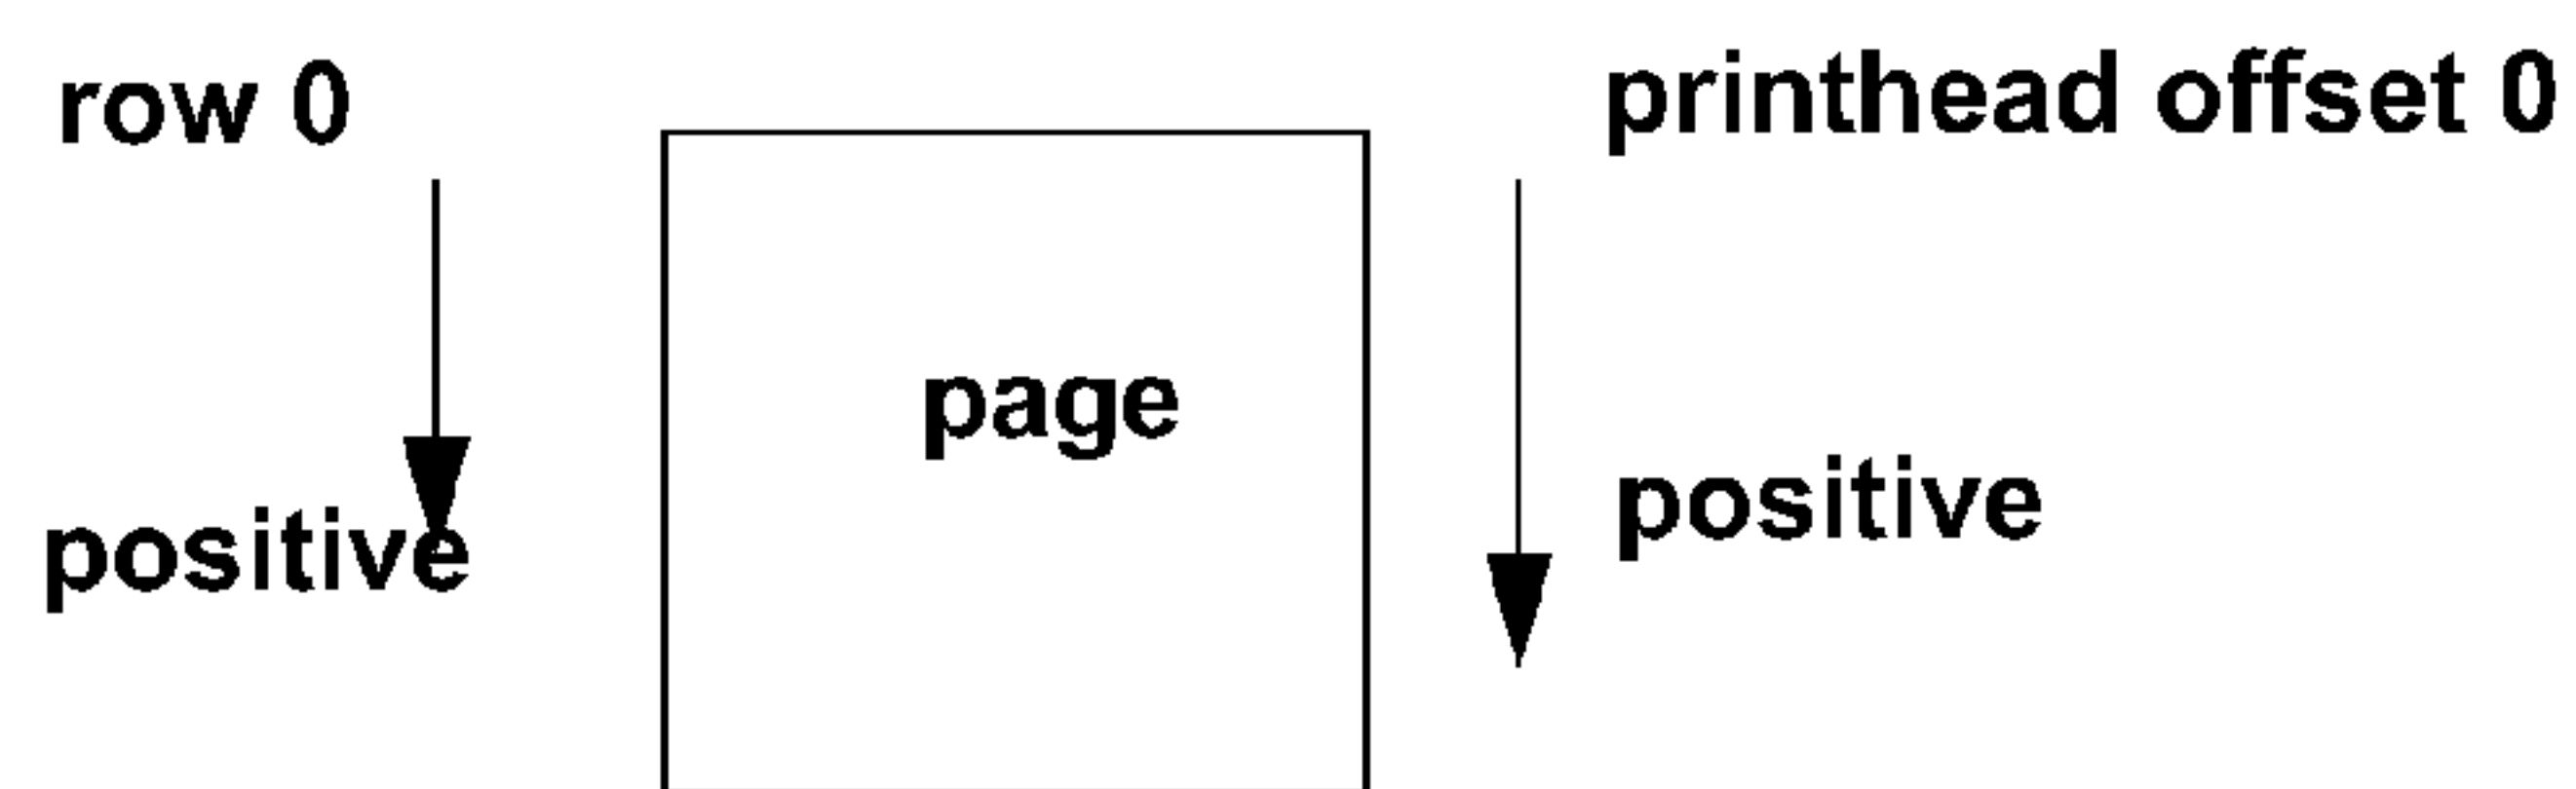 row 0
printhead offset 0
page
positive
positive